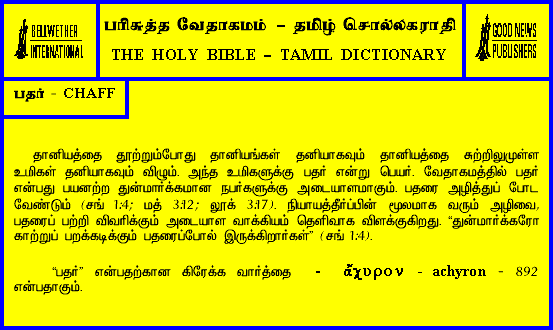 BELLWETHER
INTERNATIONAL
பரிசுத்த வேதாகமம் – தமிழ் சொல்லகராதி
THE HOLY BIBLE – TAMIL DICTIONARY
GOOD NEWS
PUBLISHERS
பதர் - CHAFF
தானியத்தை தூற்றும்போது தானியங்கள் தனியாகவும் தானியத்தை சுற்றிலுமுள்ள
உமிகள் தனியாகவும் விழும். அந்த உமிகளுக்கு பதர் என்று பெயர். வேதாகமத்தில் பதர்
என்பது பயனற்ற துன்மார்க்கமான நபர்களுக்கு அடையாளமாகும். பதரை அழித்துப் போட
வேண்டும் (சங் 1:4; மத் 3:12; லூக் 3:17). நியாயத்தீர்ப்பின் மூலமாக வரும் அழிவை,
பதரைப் பற்றி விவரிக்கும் அடையாள வாக்கியம் தெளிவாக விளக்குகிறது. “துன்மார்க்கரோ
காற்றுப் பறக்கடிக்கும் பதரைப்போல் இருக்கிறார்கள்” (சங் 1:4).
“பதர்” என்பதற்கான கிரேக்க வார்த்தை - ἄχυρον - achyron - 892
என்பதாகும்.